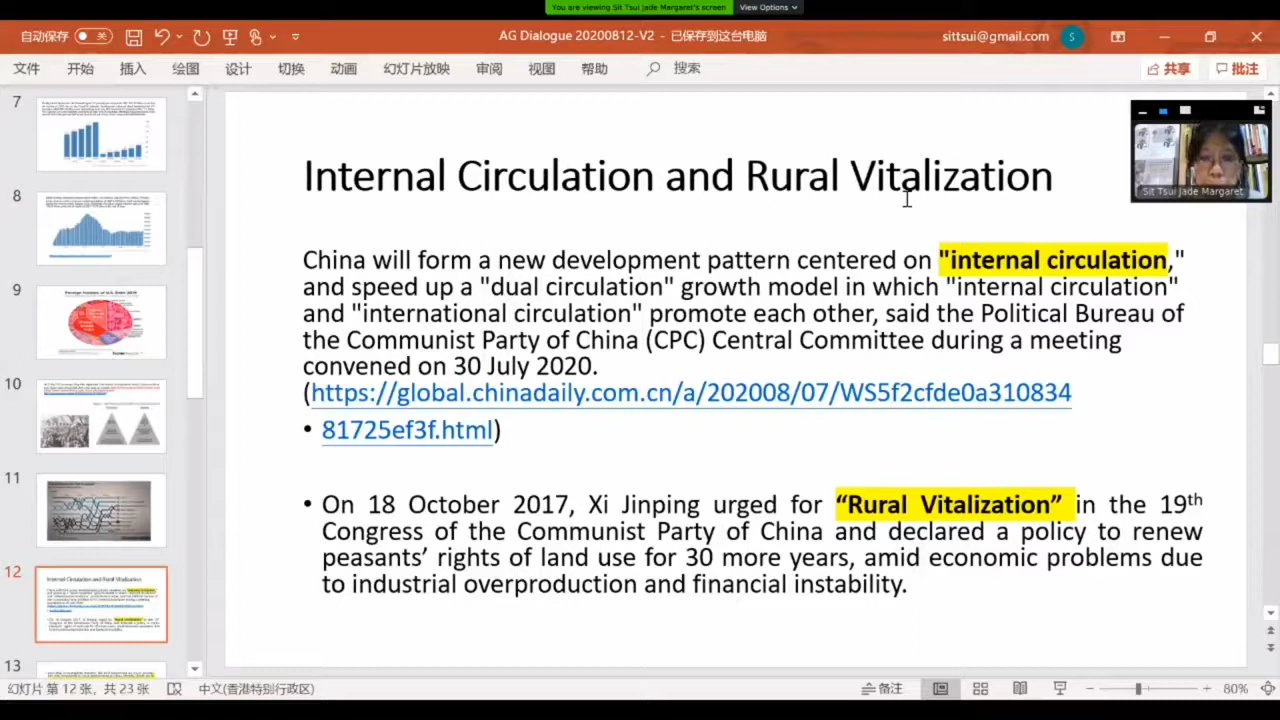 You are viewing Sit Tsui Jade Margaret's screen View Options
自动保存 关 AG Dialogue 20200812-V2 - 已保存到这台电脑 sittsui@gmail.com S
文件 开始 插入 绘图 设计 切换 动画 幻灯片放映 审阅 视图 帮助 搜索 共享 批注
7
8
9
10
11
12
13
Internal Circulation and Rural Vitalization
Sit Tsui Jade Margaret
China will form a new development pattern centered on "internal circulation,"
and speed up a "dual circulation" growth model in which "internal circulation"
and "international circulation" promote each other, said the Political Bureau of
the Communist Party of China (CPC) Central Committee during a meeting
convened on 30 July 2020.
(https://global.chinadaily.com.cn/a/202008/07/WS5f2cfde0a310834
• 81725ef3f.html)
• On 18 October 2017, Xi Jinping urged for “Rural Vitalization” in the 19th
Congress of the Communist Party of China and declared a policy to renew
peasants’ rights of land use for 30 more years, amid economic problems due
to industrial overproduction and financial instability.
幻灯片 第 12 张，共 23 张 中文(香港特别行政区) 备注 80%